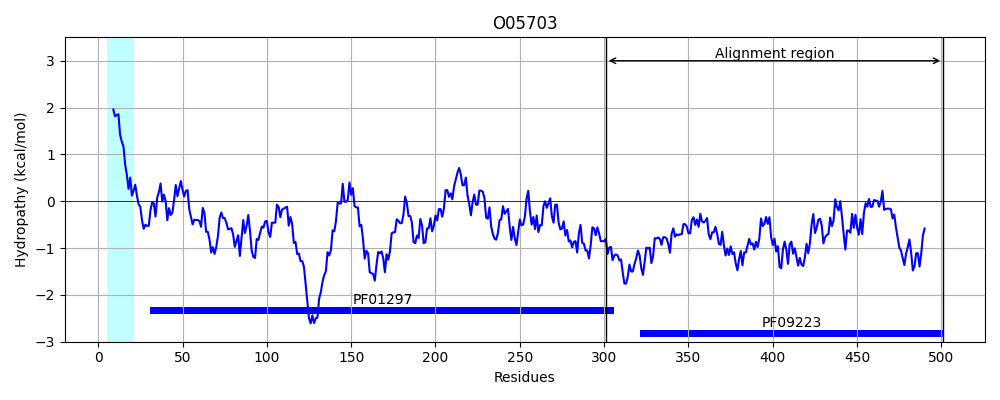 O05703
Hydropathy (kcal/mol)
3
2
1
0
−1
−2
−3
Alignment region
PF01297
PF09223
0 50 100 150 200 250 300 350 400 450 500
Residues